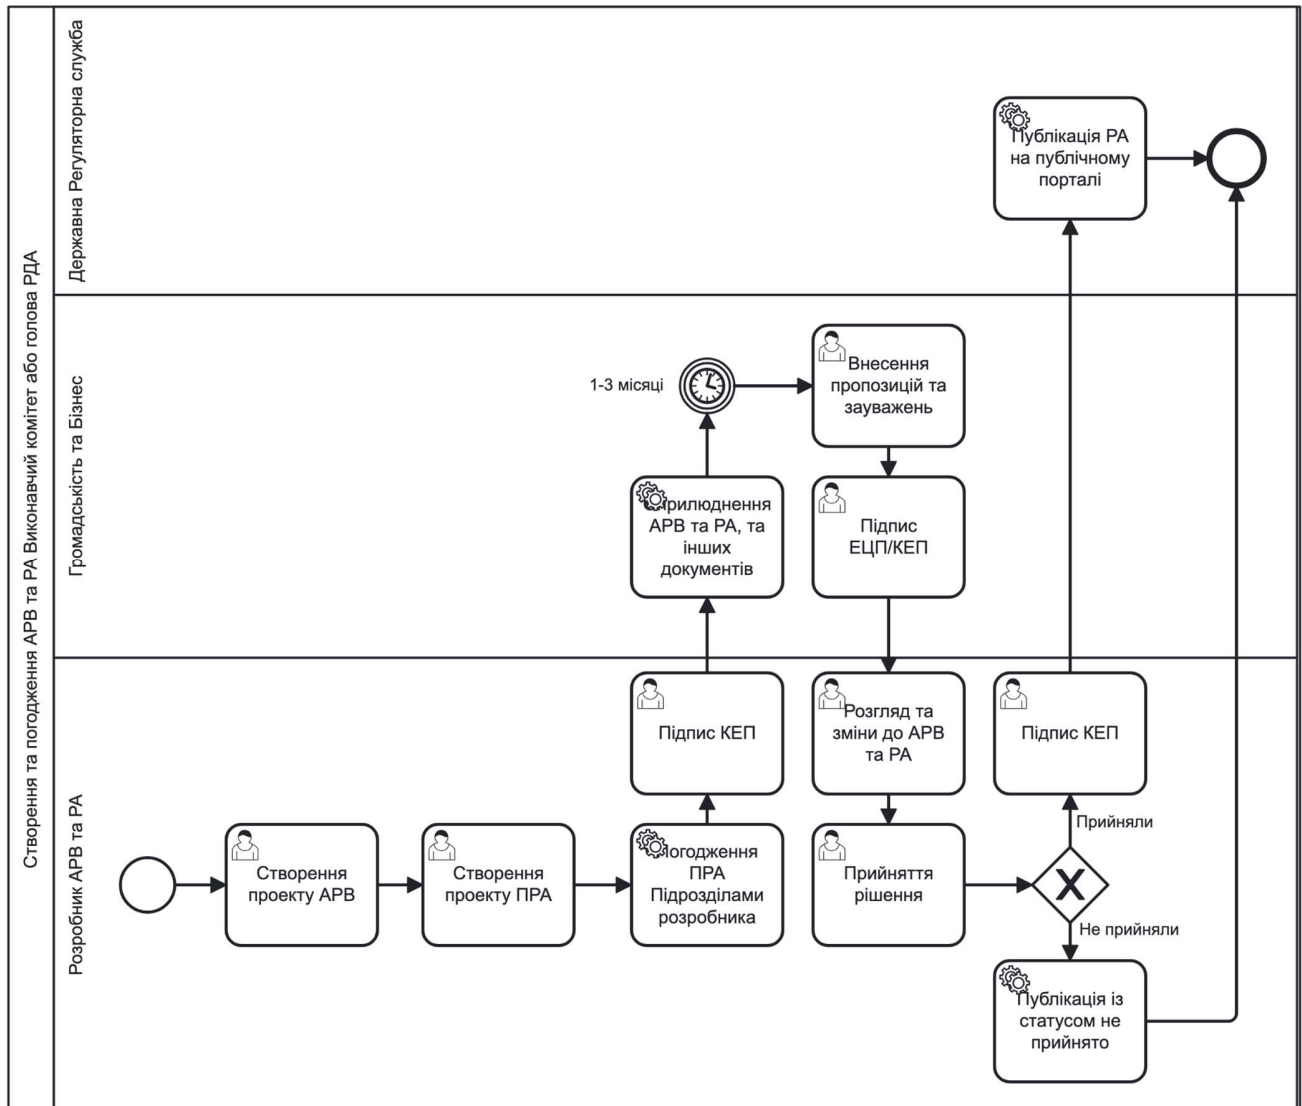 Створення та погодження АРВ та РА Виконавчий комітет або голова РДА
Державна Регуляторна служба
Публікація РА
на публічному
порталі
Громадськість та Бізнес
1-3 місяці
Внесення
пропозицій та
зауважень
Оприлюднення
АРВ та РА, та
інших
документів
Підпис
ЕЦП/КЕП
Розробник АРВ та РА
Підпис КЕП
Розгляд та
зміни до АРВ
та РА
Підпис КЕП
Прийняли
Створення
проекту АРВ
Створення
проекту ПРА
Погодження
ПРА
Підрозділами
розробника
Прийняття
рішення
Не прийняли
Публікація із
статусом не
прийнято